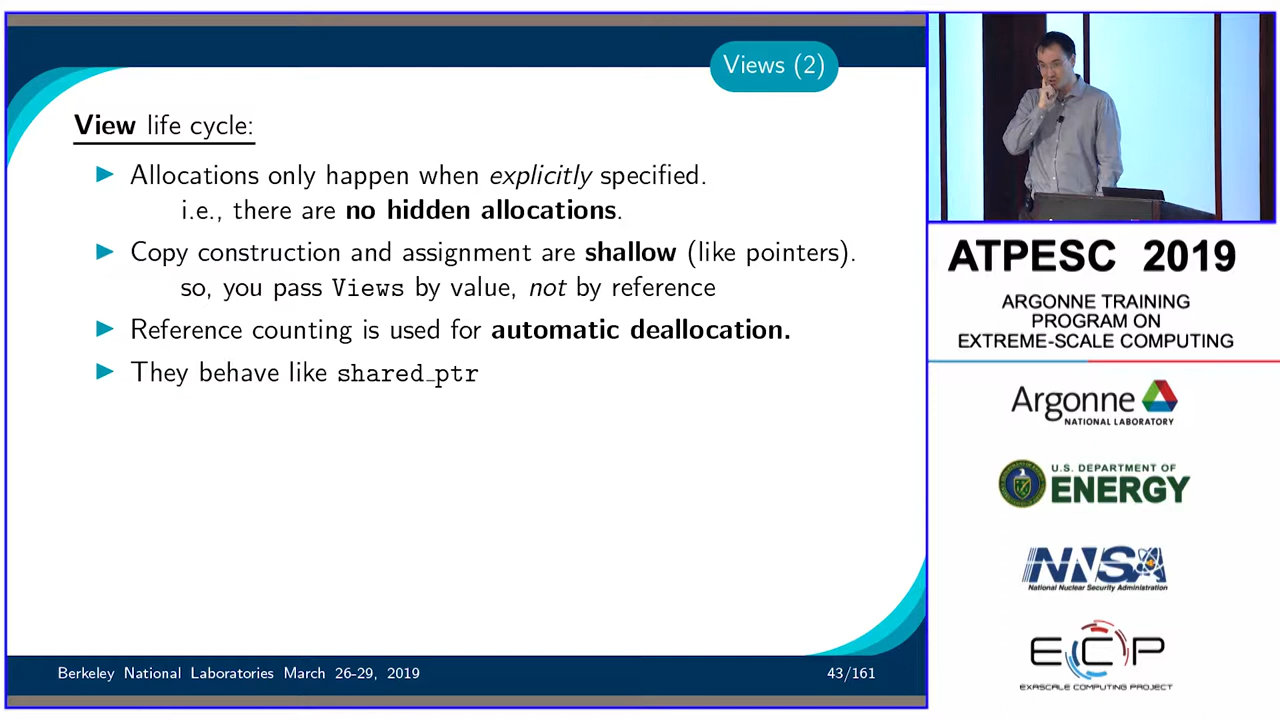 Views (2)
View life cycle:
Allocations only happen when explicitly specified.
i.e., there are no hidden allocations.
Copy construction and assignment are shallow (like pointers).
so, you pass Views by value, not by reference
Reference counting is used for automatic deallocation.
They behave like shared_ptr
Berkeley National Laboratories March 26-29, 2019
43/161
ATPESC 2019
ARGONNE TRAINING
PROGRAM ON
EXTREME-SCALE COMPUTING
Argonne
NATIONAL LABORATORY
U.S. DEPARTMENT OF
ENERGY
NNSA
National Nuclear Security Administration
ECP
EXASCALE COMPUTING PROJECT